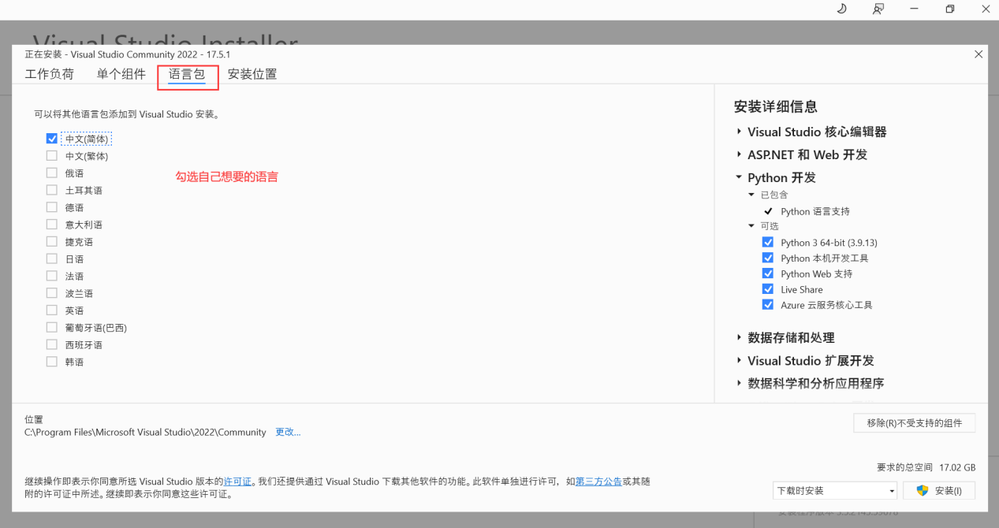 Visual Studio Installer
正在安装 - Visual Studio Community 2022 - 17.5.1
工作负荷 单个组件 语言包 安装位置
可以将其他语言包添加到 Visual Studio 安装。
中文(简体)
中文(繁体)
俄语
土耳其语
德语
意大利语
捷克语
日语
法语
波兰语
英语
葡萄牙语(巴西)
西班牙语
韩语
勾选自己想要的语言
安装详细信息
Visual Studio 核心编辑器
ASP.NET 和 Web 开发
Python 开发
已包含
Python 语言支持
可选
Python 3 64-bit (3.9.13)
Python 本机开发工具
Python Web 支持
Live Share
Azure 云服务核心工具
数据存储和处理
Visual Studio 扩展开发
数据科学和分析应用程序
位置
C:\Program Files\Microsoft Visual Studio\2022\Community 更改...
移除(R)不受支持的组件
继续操作即表示你同意所选 Visual Studio 版本的许可证。我们还提供通过 Visual Studio 下载其他软件的功能。此软件单独进行许可，如第三方公告或其随
附的许可证中所述。继续即表示你同意这些许可证。
要求的总空间 17.02 GB
下载时安装
安装(I)